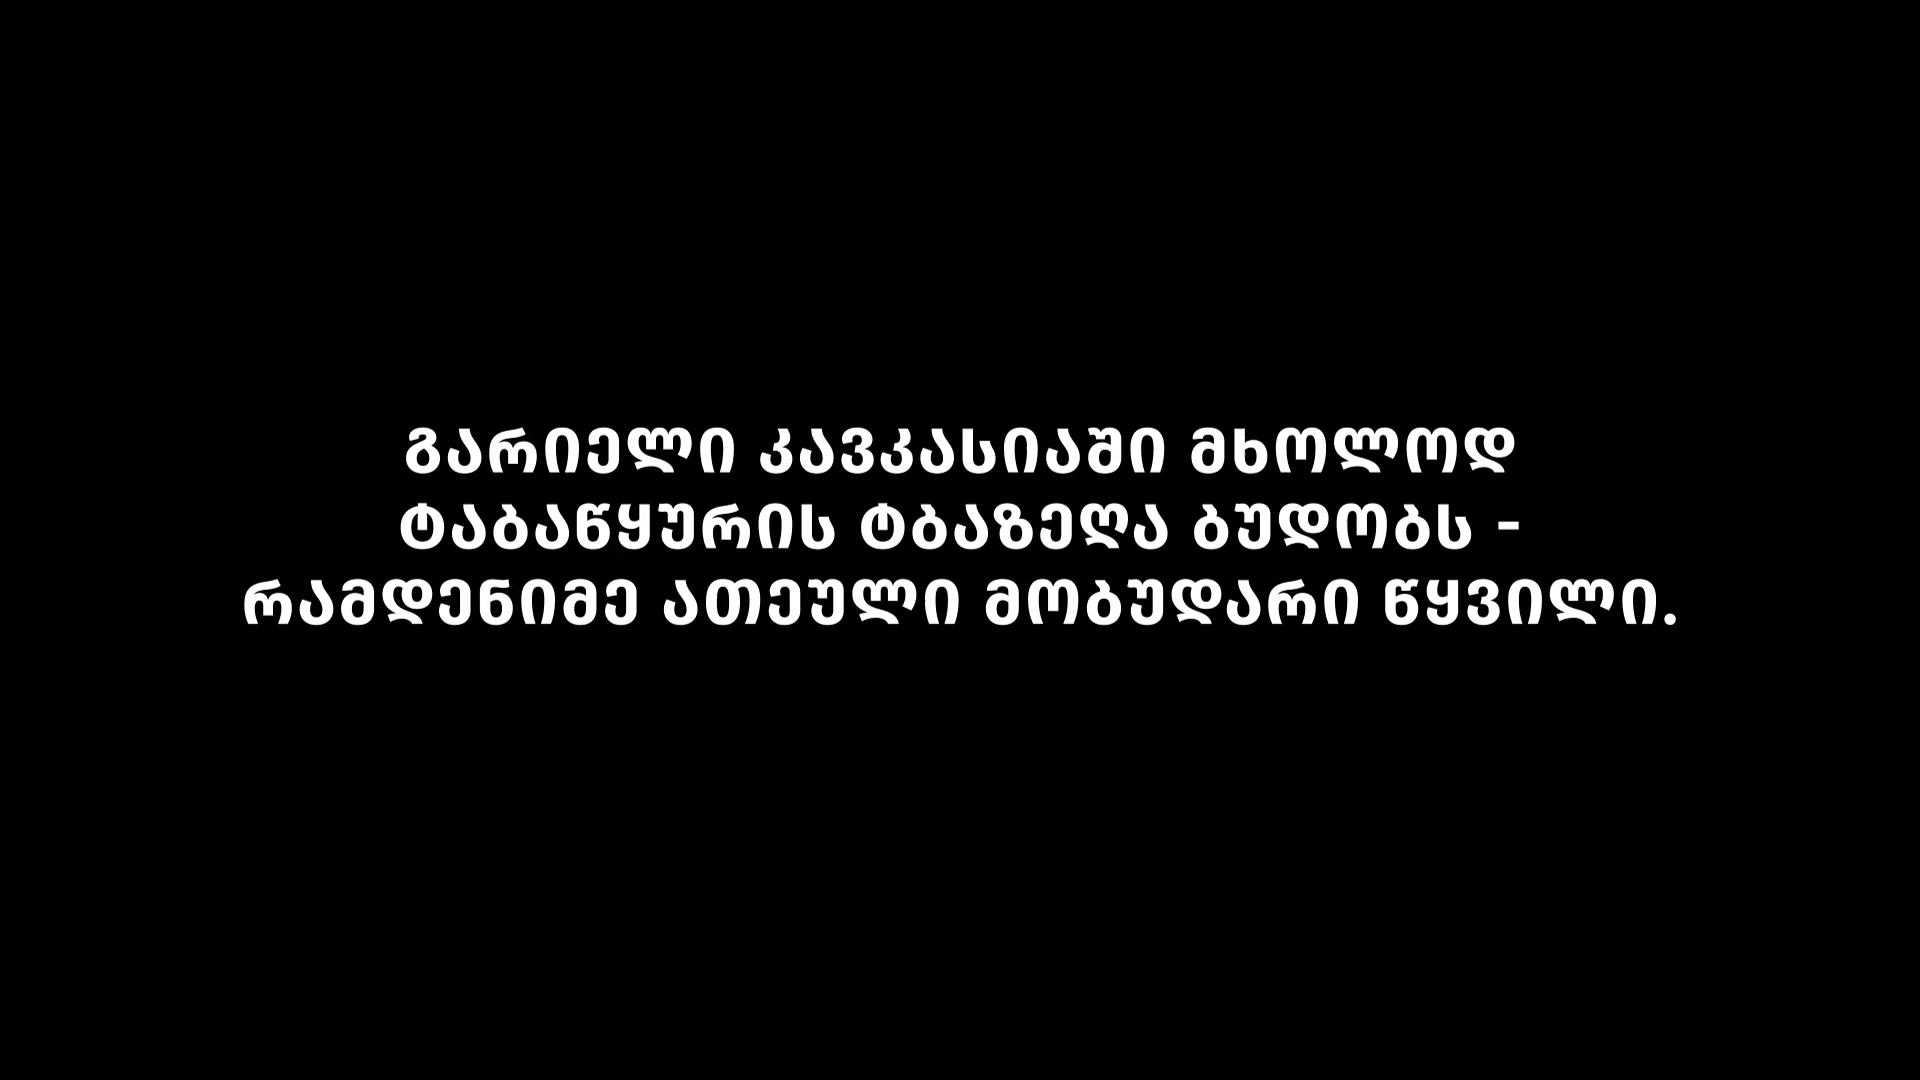 გარიელი კავკასიაში მხოლოდ
ტაბაწყურის ტბაზეღა ბუდობს -
რამდენიმე ათეული მობუდარი წყვილი.